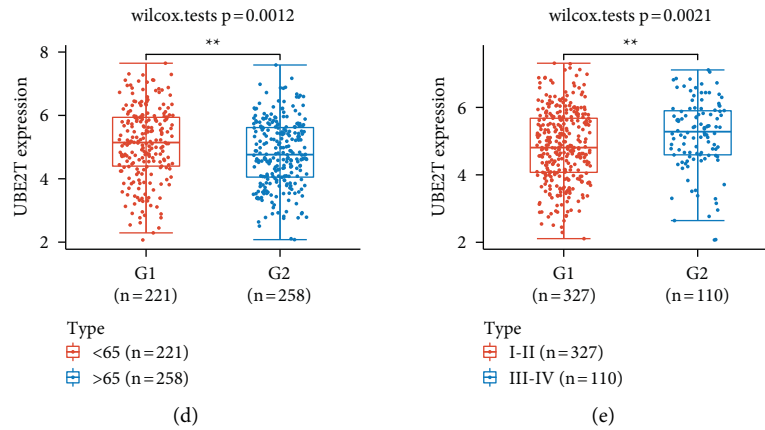 wilcox.tests p=0.0012
**
UBE2T expression
8
6
4
2
G1
(n=221)
G2
(n=258)
Type
<65 (n=221)
>65 (n=258)
(d)
wilcox.tests p=0.0021
**
UBE2T expression
6
4
2
G1
(n=327)
G2
(n=110)
Type
I-II (n=327)
III-IV (n=110)
(e)